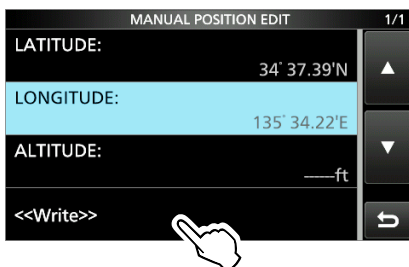 MANUAL POSITION EDIT 1/1
LATITUDE:
34°37.39'N
LONGITUDE:
135°34.22'E
ALTITUDE:
-----ft
<<Write>>